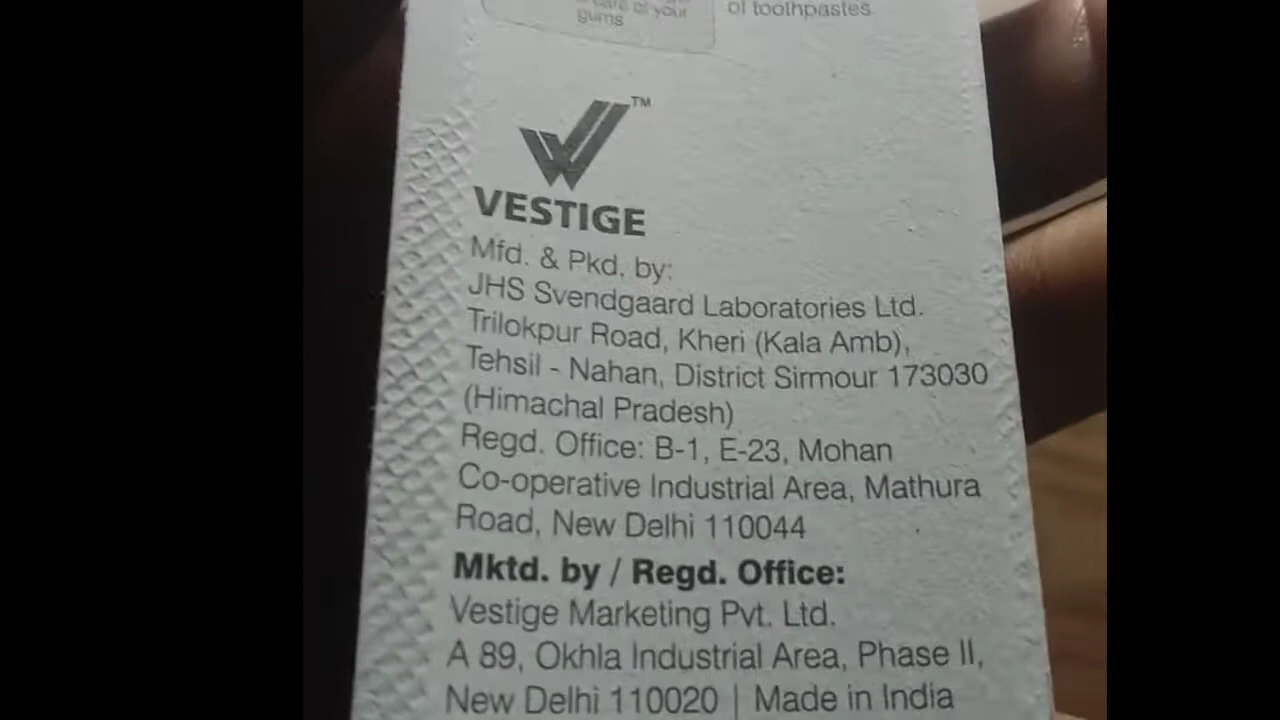 care of your
gums
of toothpastes
TM
VESTIGE
Mfd. & Pkd. by:
JHS Svendgaard Laboratories Ltd.
Trilokpur Road, Kheri (Kala Amb),
Tehsil - Nahan, District Sirmour 173030
(Himachal Pradesh)
Regd. Office: B-1, E-23, Mohan
Co-operative Industrial Area, Mathura
Road, New Delhi 110044
Mktd. by / Regd. Office:
Vestige Marketing Pvt. Ltd.
A 89, Okhla Industrial Area, Phase II,
New Delhi 110020 | Made in India